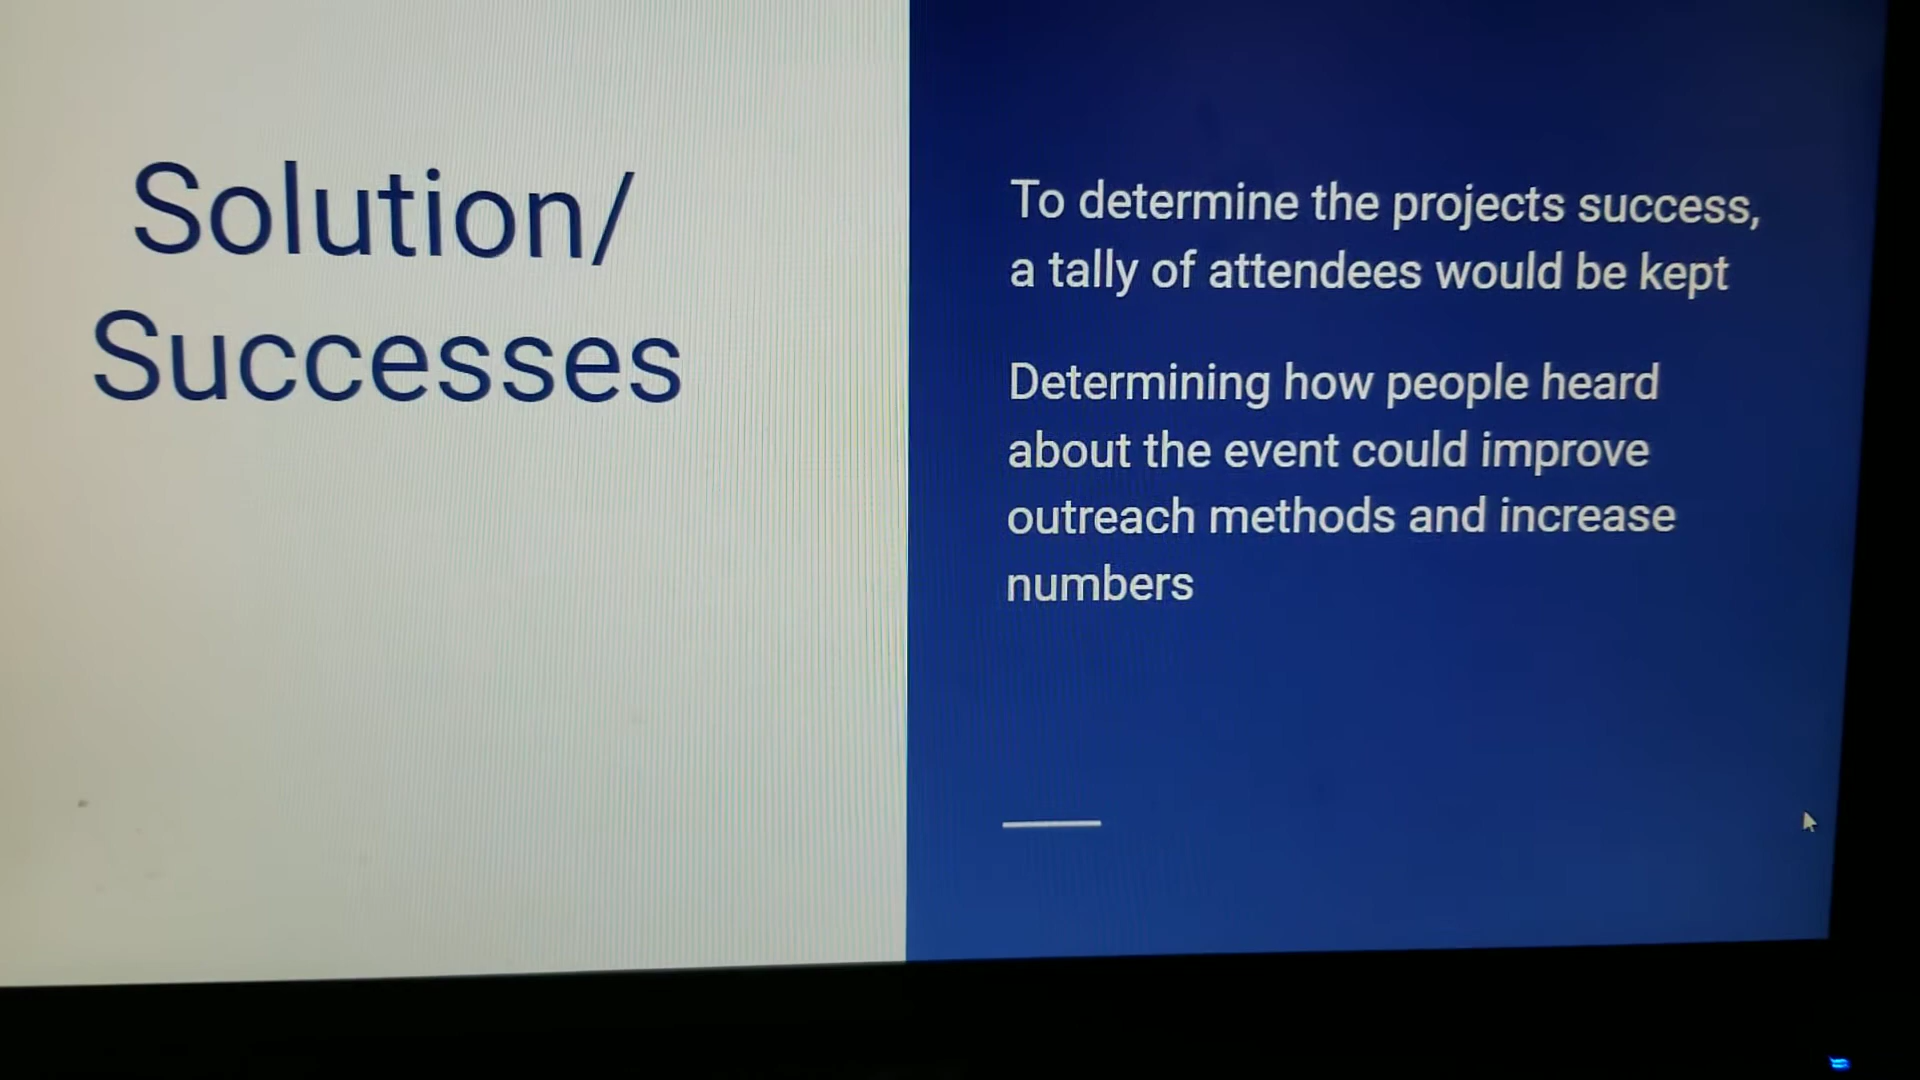 Solution/
Successes
To determine the projects success,
a tally of attendees would be kept
Determining how people heard
about the event could improve
outreach methods and increase
numbers